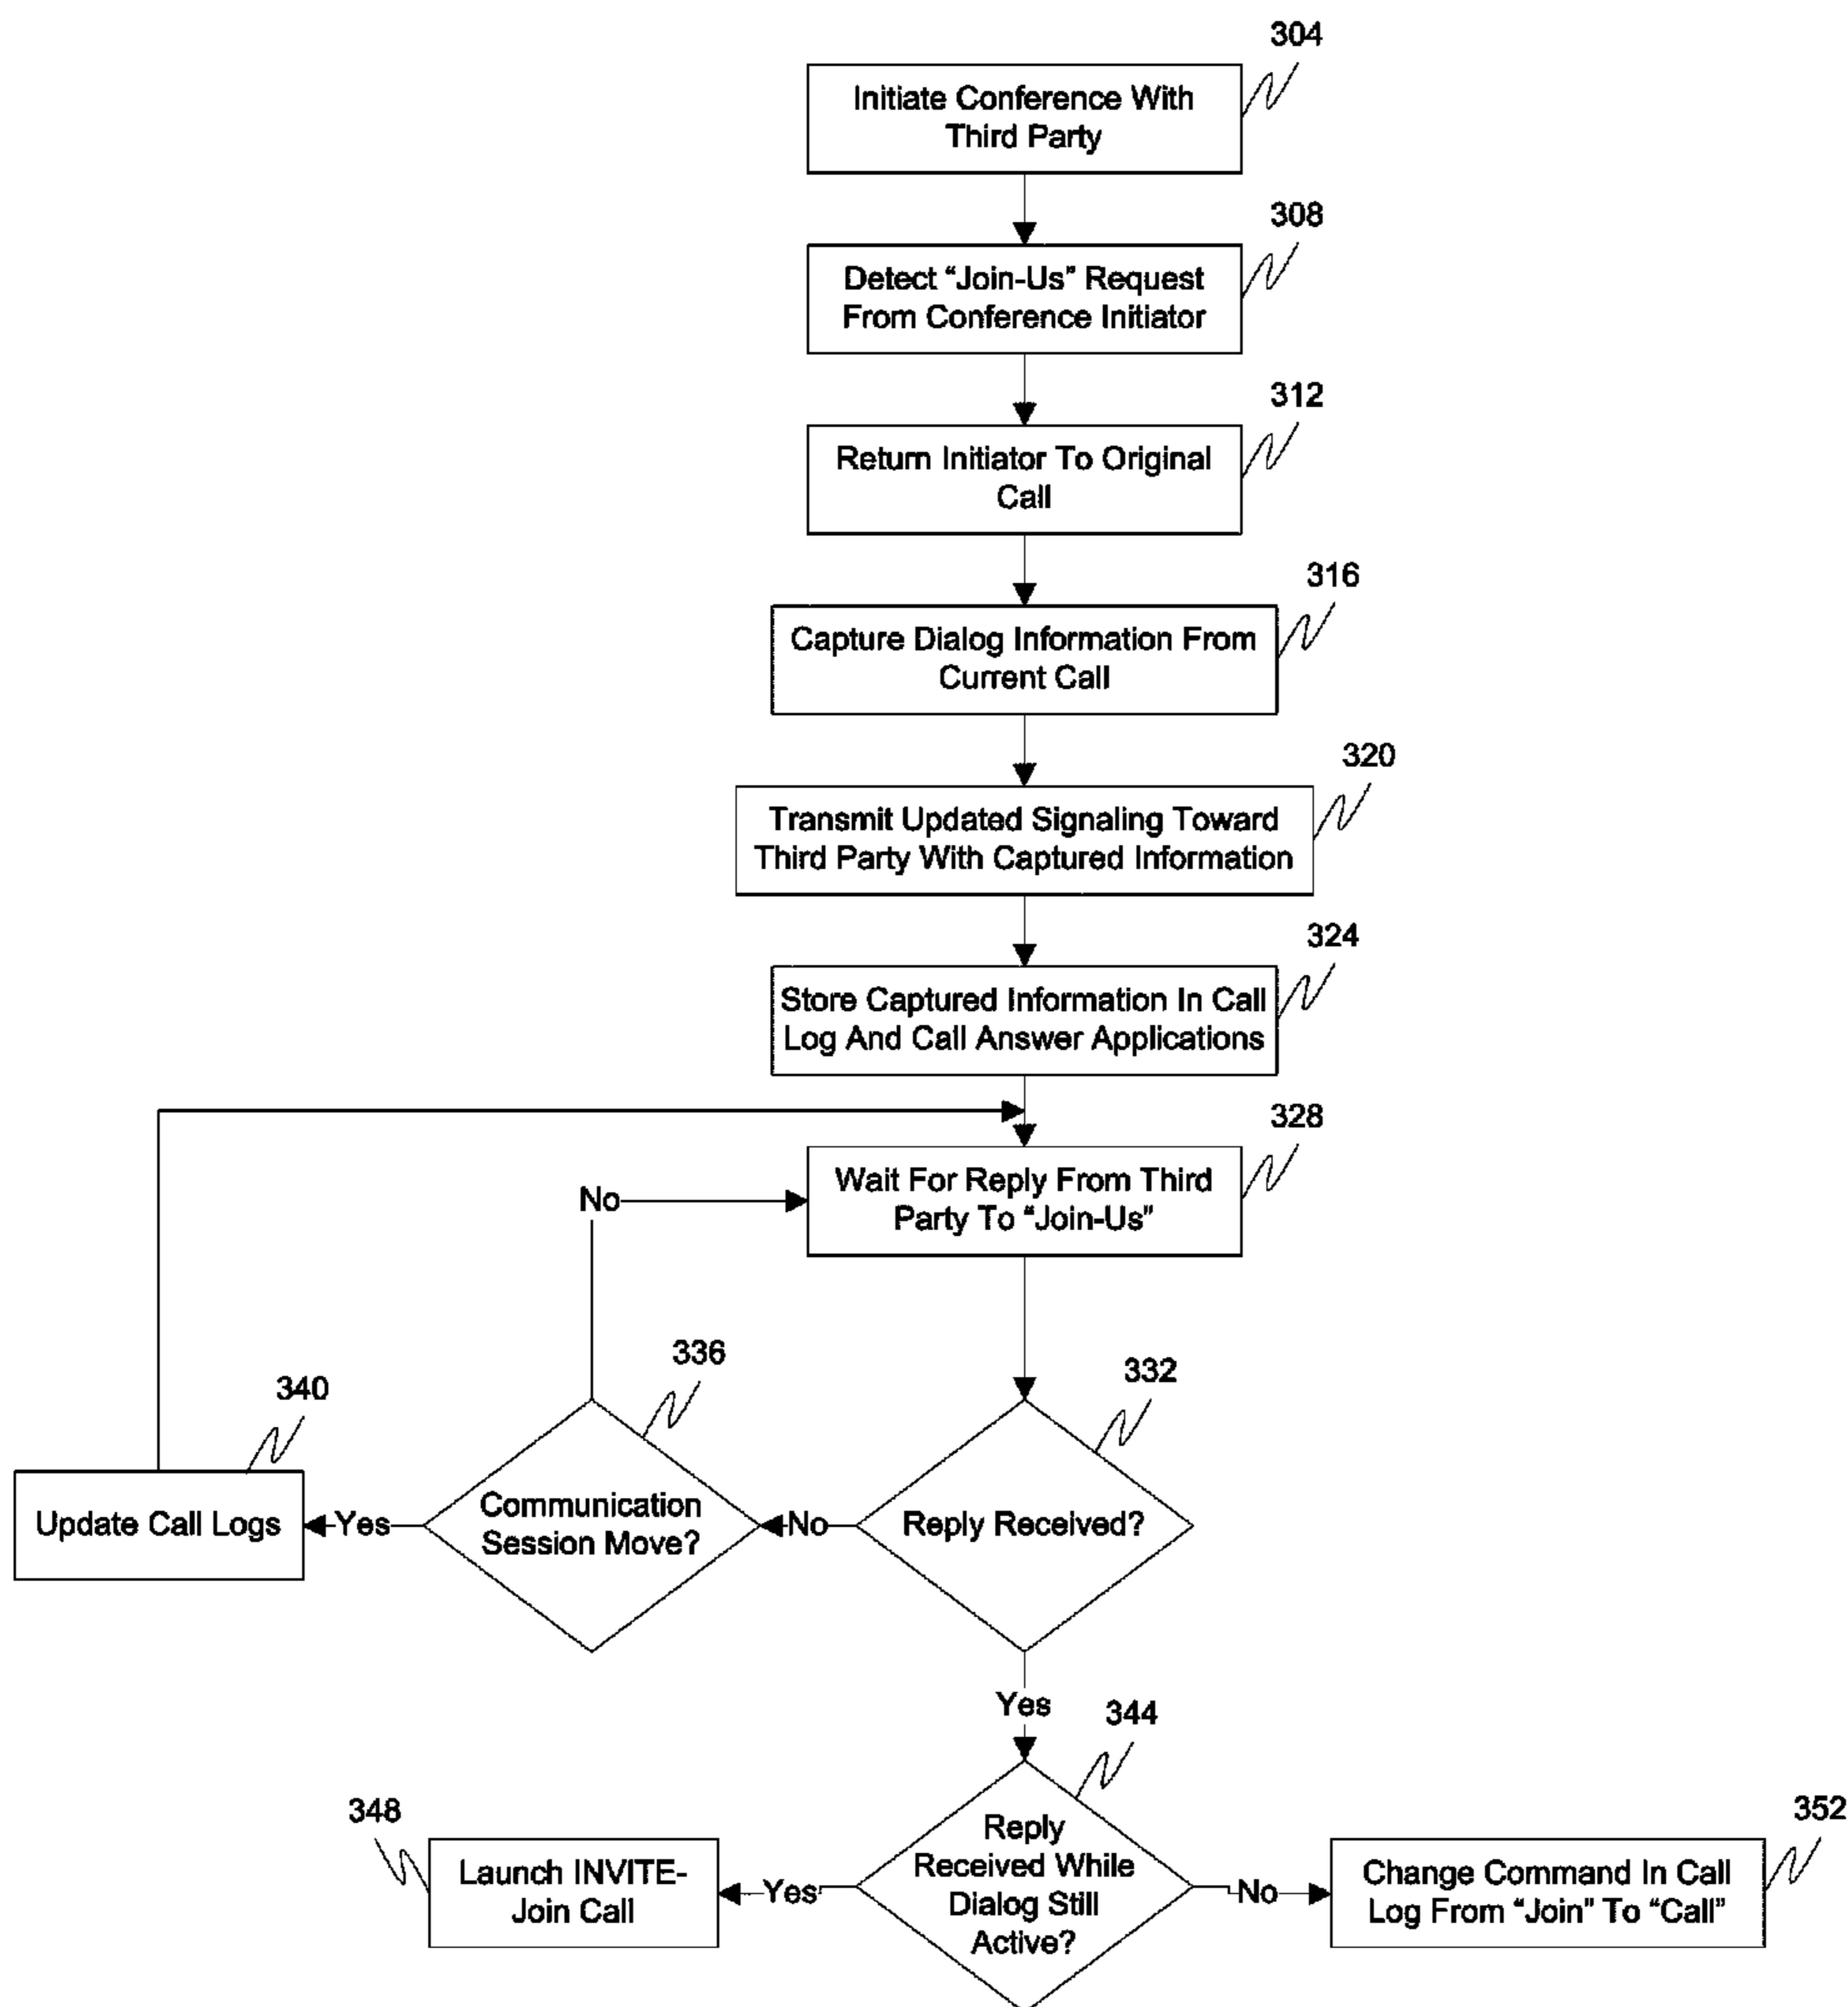 304
Initiate Conference With
Third Party
308
Detect “Join-Us” Request
From Conference Initiator
312
Return Initiator To Original
Call
316
Capture Dialog Information From
Current Call
320
Transmit Updated Signaling Toward
Third Party With Captured Information
324
Store Captured Information In Call
Log And Call Answer Applications
328
Wait For Reply From Third
Party To “Join-Us”
No
336
332
340
Update Call Logs
Yes
Communication
Session Move?
No
Reply Received?
Yes
344
348
352
Launch INVITE-
Join Call
Yes
Reply
Received While
Dialog Still
Active?
No
Change Command In Call
Log From “Join” To “Call”